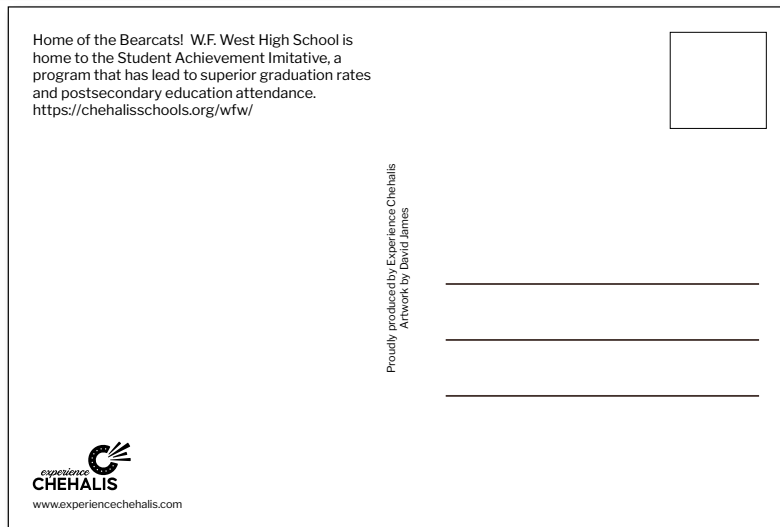 Home of the Bearcats!  W.F. West High School is
home to the Student Achievement Imitative, a
program that has lead to superior graduation rates
and postsecondary education attendance.
https://chehalisschools.org/wfw/
Proudly produced by Experience Chehalis
Artwork by David James
experience
CHEHALIS
www.experiencechehalis.com